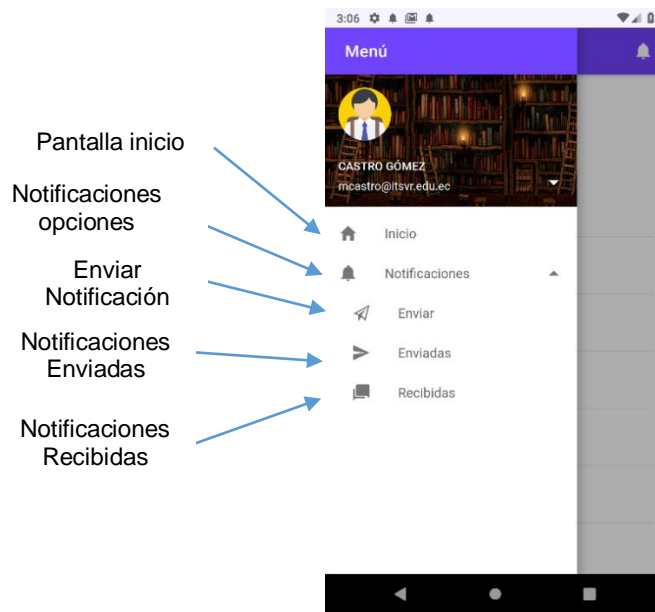 3:06
Menú
CASTRO GÓMEZ
mcastro@itsvr.edu.ec
Pantalla inicio
Inicio
Notificaciones
opciones
Notificaciones
Enviar
Notificación
Enviar
Notificaciones
Enviadas
Enviadas
Notificaciones
Recibidas
Recibidas